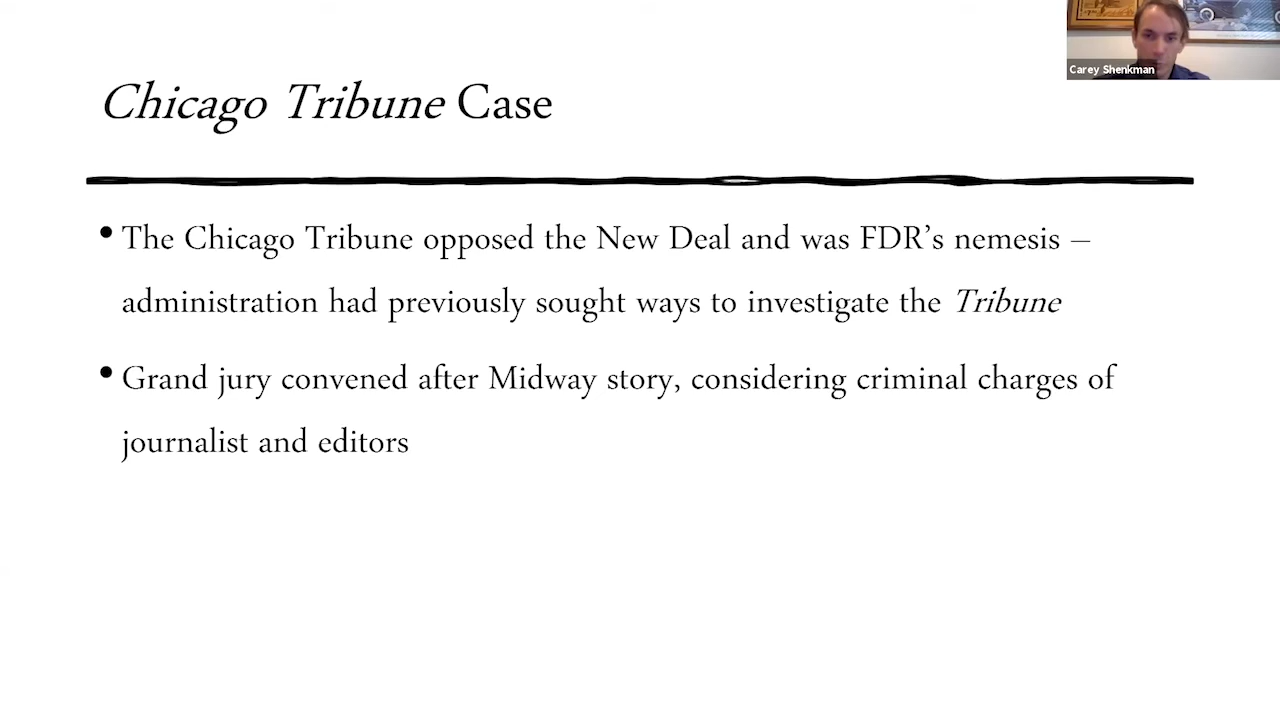 Carey Shenkman
Chicago Tribune Case
• The Chicago Tribune opposed the New Deal and was FDR’s nemesis –
administration had previously sought ways to investigate the Tribune
• Grand jury convened after Midway story, considering criminal charges of
journalist and editors